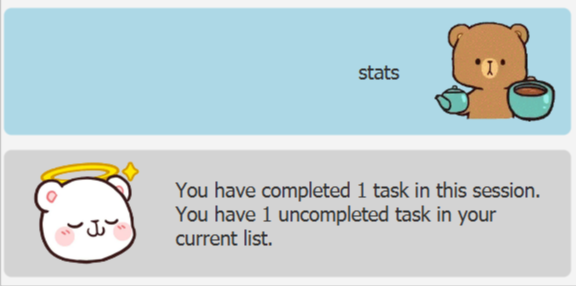 stats
You have completed 1 task in this session.
You have 1 uncompleted task in your
current list.